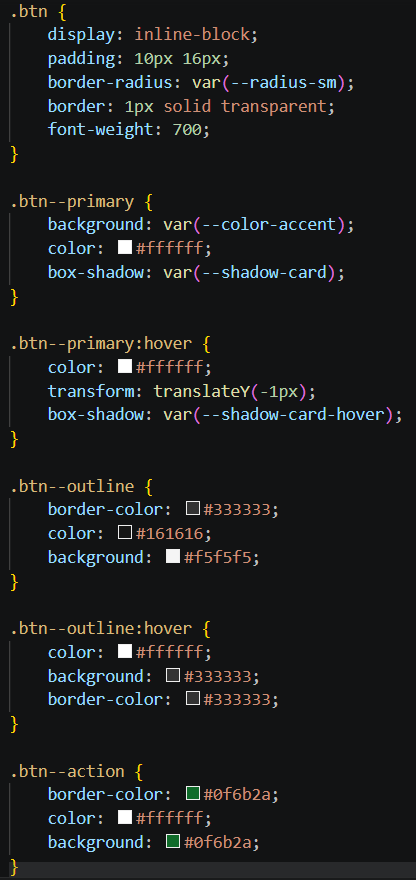 .btn {
    display: inline-block;
    padding: 10px 16px;
    border-radius: var(--radius-sm);
    border: 1px solid transparent;
    font-weight: 700;
}

.btn--primary {
    background: var(--color-accent);
    color: #ffffff;
    box-shadow: var(--shadow-card);
}

.btn--primary:hover {
    color: #ffffff;
    transform: translateY(-1px);
    box-shadow: var(--shadow-card-hover);
}

.btn--outline {
    border-color: #333333;
    color: #161616;
    background: #f5f5f5;
}

.btn--outline:hover {
    color: #ffffff;
    background: #333333;
    border-color: #333333;
}

.btn--action {
    border-color: #0f6b2a;
    color: #ffffff;
    background: #0f6b2a;
}